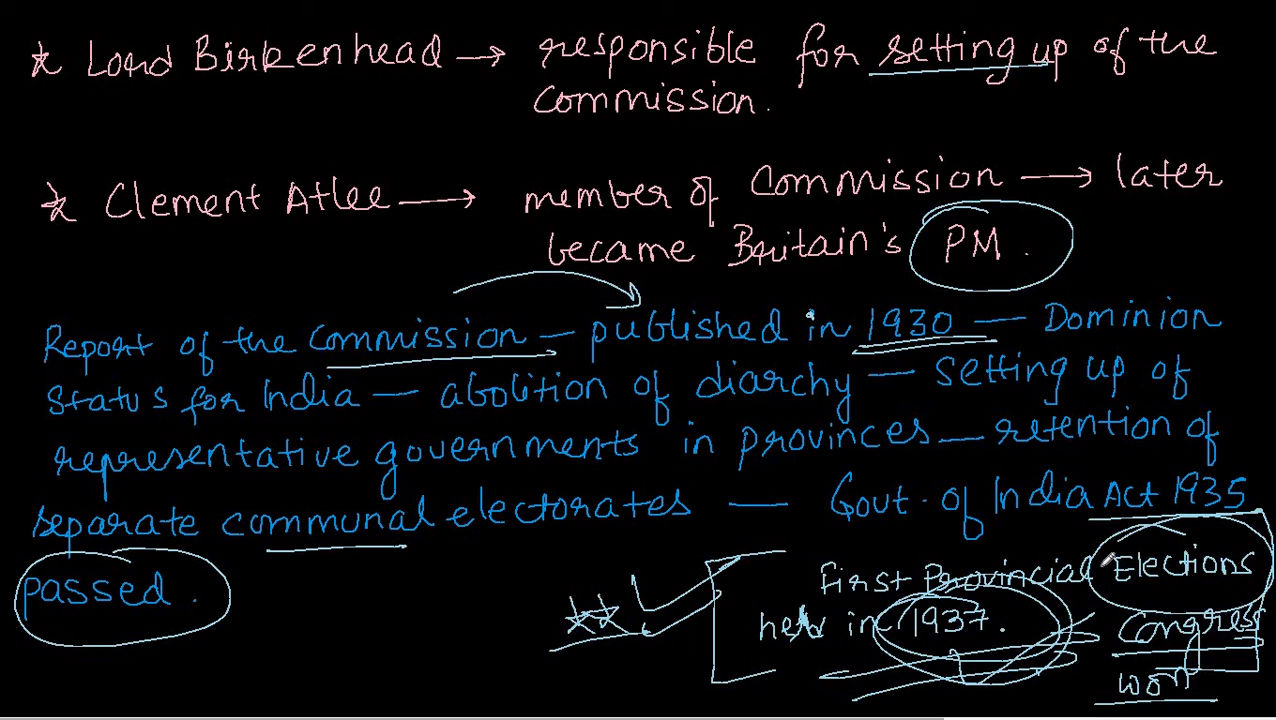 * Lord Birkenhead → responsible for setting up of the
commission.
* Clement Atlee → member of Commission → later
became Britain's PM.
Report of the Commission — published in 1930 — Dominion
Status for India — abolition of diarchy — setting up of
representative governments in provinces — retention of
separate communal electorates — Govt. of India Act 1935
passed.
First Provincial Elections
in 1937.
Congress
won